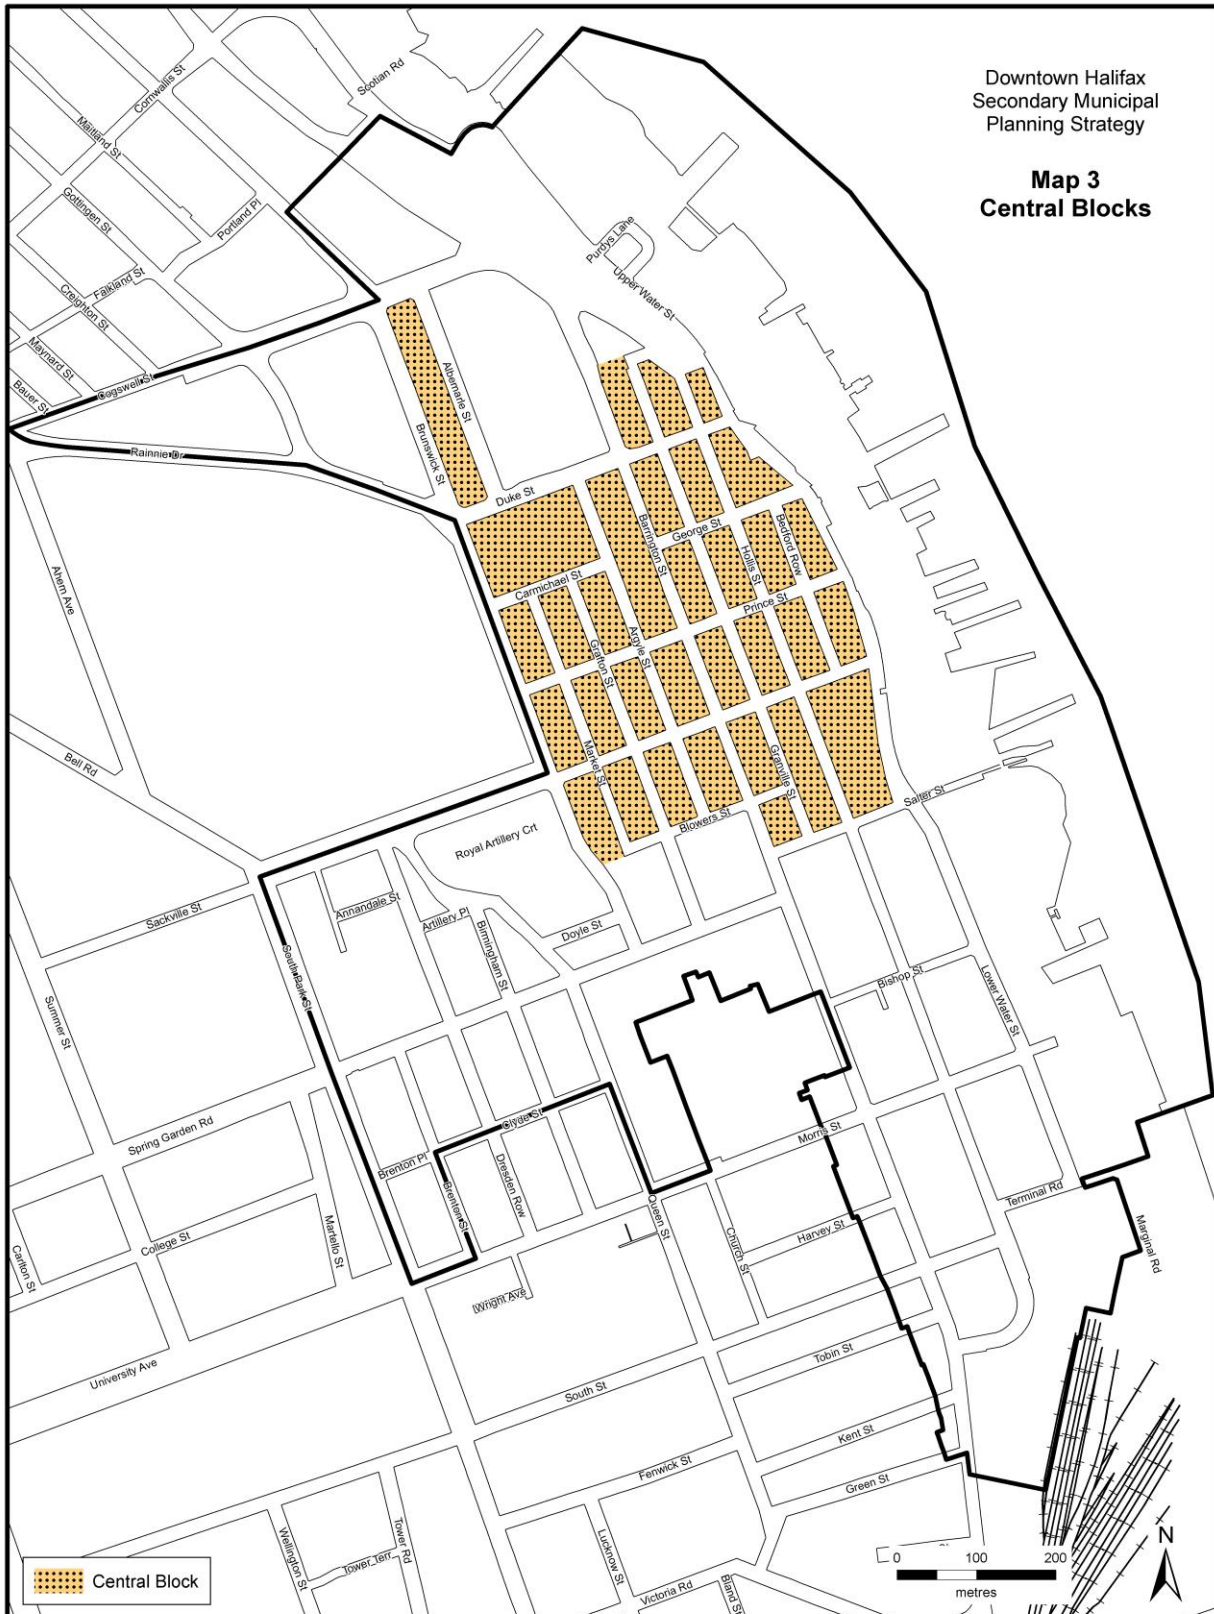 Downtown Halifax
Secondary Municipal
Planning Strategy
Map 3
Central Blocks
Scotian Rd
Cornwallis St
Maitland St
Gottingen St
Portland Pl
Falkland St
Creighton St
Maynard St
Bauer St
Cogswell St
Rainnie Dr
Purdys Lane
Upper Water St
Albemarle St
Brunswick St
Duke St
Barrington St
George St
Hollis St
Bedford Row
Carmichael St
Prince St
Argyle St
Grafton St
Market St
Granville St
Blowers St
Salter St
Ahern Ave
Bell Rd
Royal Artillery Crt
Sackville St
Annandale St
Artillery Pl
Birmingham St
Doyle St
South Park St
Summer St
Bishop St
Lower Water St
Spring Garden Rd
Clyde St
Morris St
Brenton Pl
Brenton St
Dresden Row
Queen St
Terminal Rd
Marginal Rd
Martello St
College St
Carlton St
Church St
Harvey St
Wright Ave
University Ave
Tobin St
South St
Kent St
Fenwick St
Green St
Wellington St
Tower Rd
Tower Terr
Lucknow St
Victoria Rd
Bland St
Central Block
0 100 200
metres
N